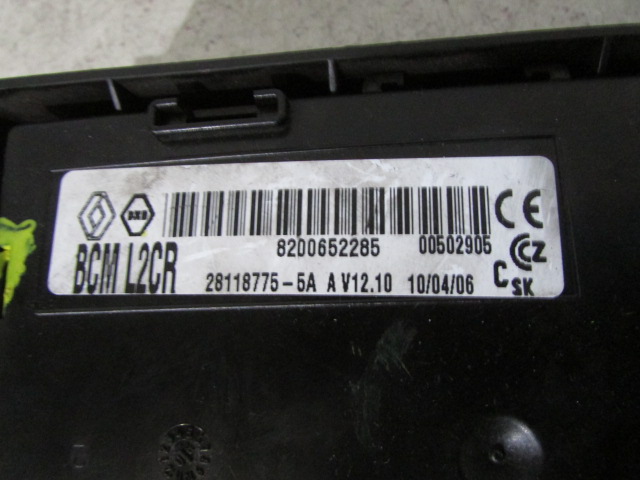 8200652285 00502905
BCM L2CR 28118775-5A A V12.10 10/04/06
CE
CZ
C SK